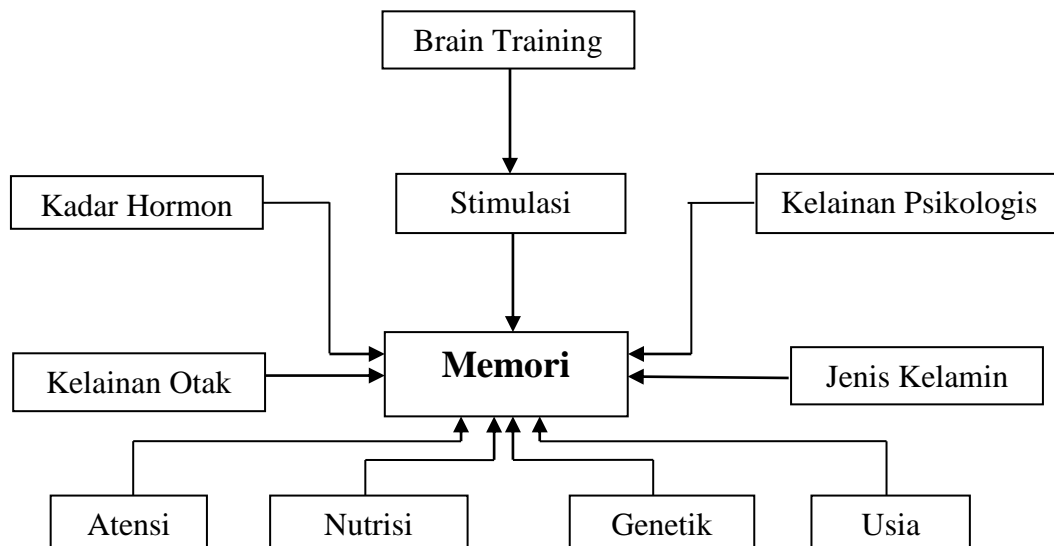 Brain Training
Kadar Hormon
Stimulasi
Kelainan Psikologis
Memori
Kelainan Otak
Jenis Kelamin
Atensi
Nutrisi
Genetik
Usia